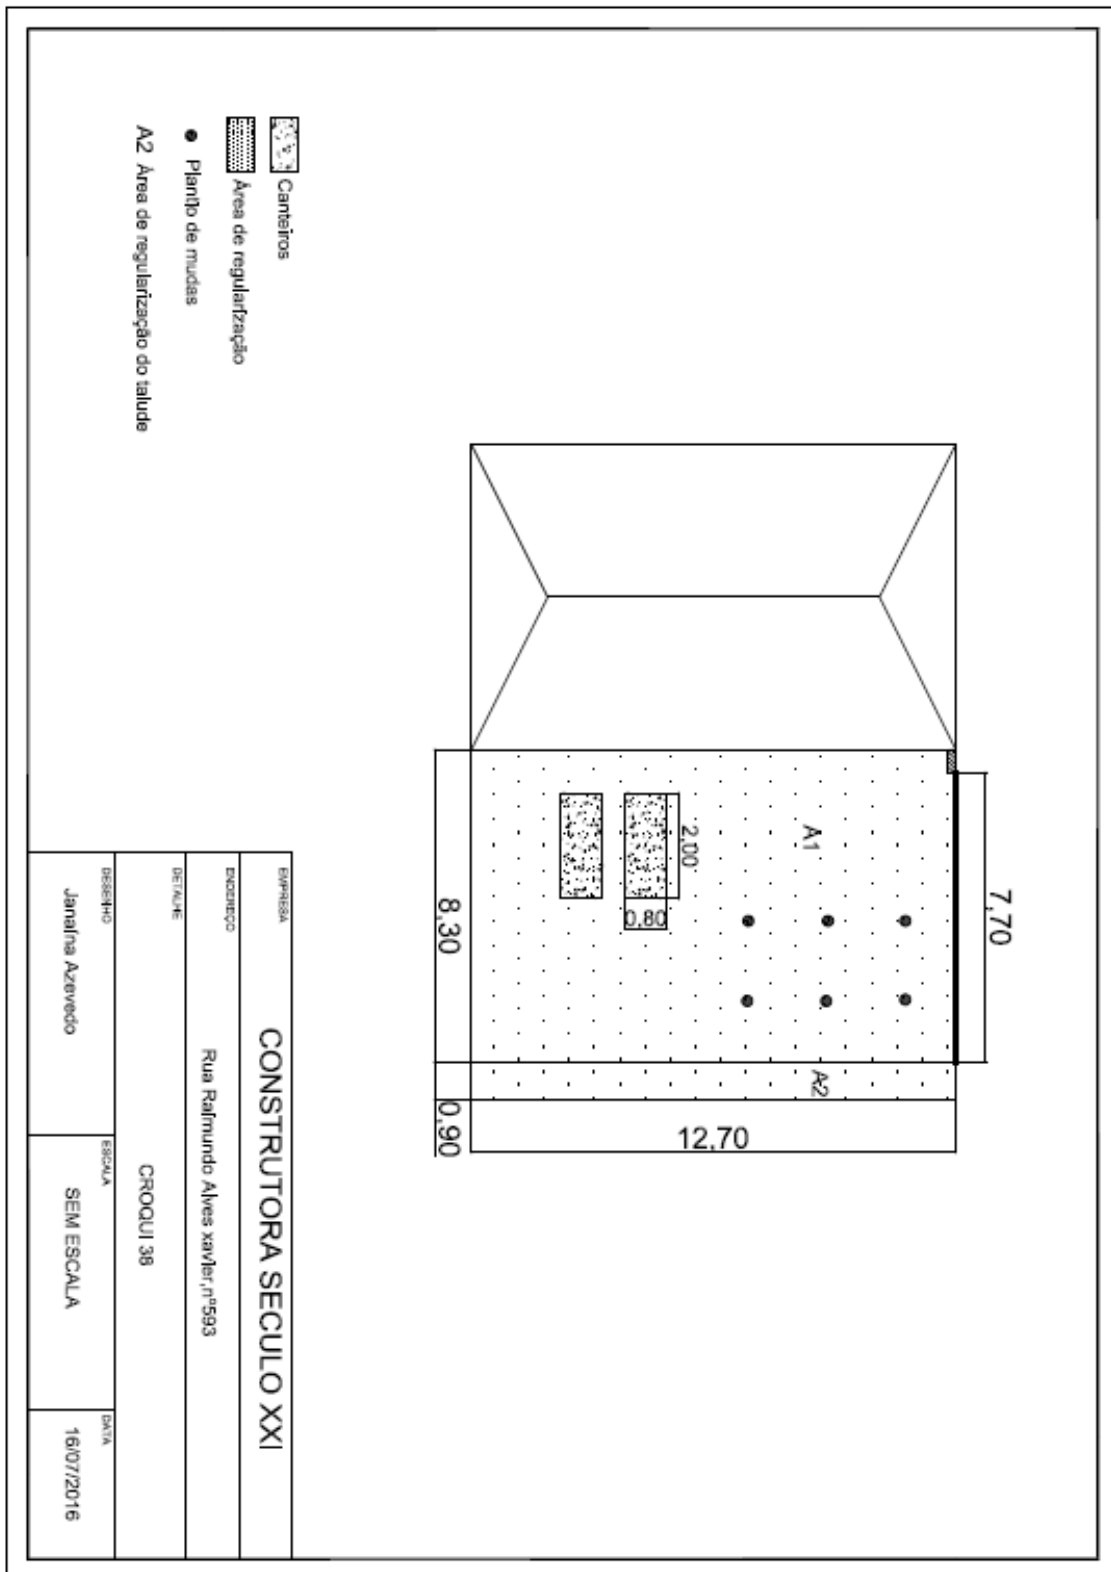 7,70
A1
2,00
0,80
8,30
A2
0,90
12,70
Canteiros
Área de regularização
Plantio de mudas
A2 Área de regularização do talude
EMPRESA
CONSTRUTORA SECULO XXI
ENDEREÇO
Rua Raimundo Alves xavier,nº593
DETALHE
CROQUI 38
DESENHO
Janaína Azevedo
ESCALA
SEM ESCALA
DATA
16/07/2016